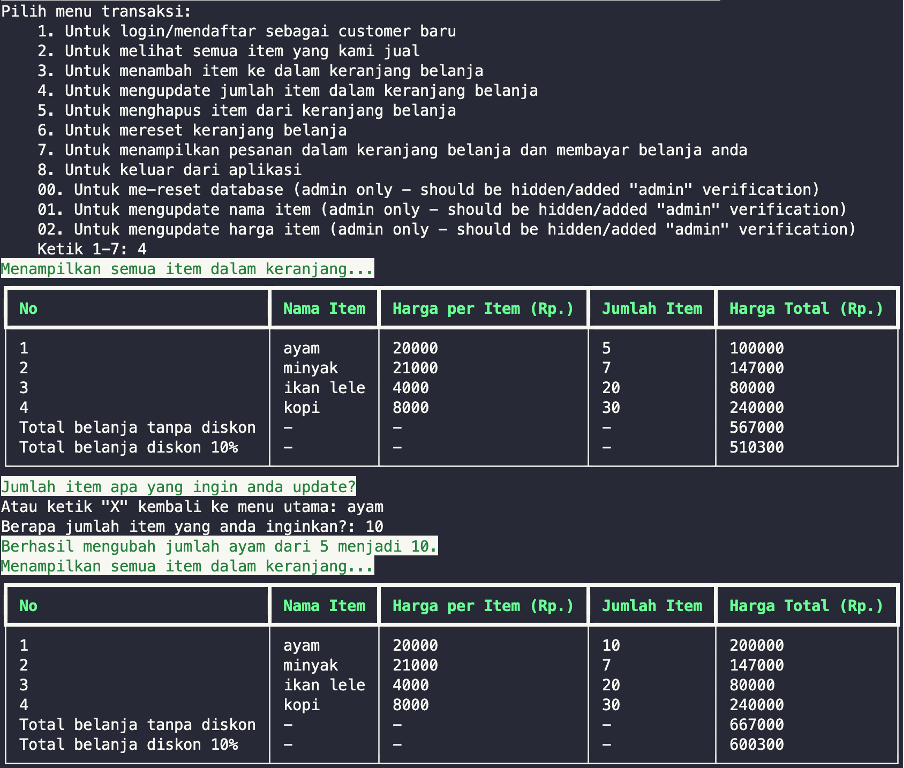 Pilih menu transaksi:
1. Untuk login/mendaftar sebagai customer baru
2. Untuk melihat semua item yang kami jual
3. Untuk menambah item ke dalam keranjang belanja
4. Untuk mengupdate jumlah item dalam keranjang belanja
5. Untuk menghapus item dari keranjang belanja
6. Untuk mereset keranjang belanja
7. Untuk menampilkan pesanan dalam keranjang belanja dan membayar belanja anda
8. Untuk keluar dari aplikasi
00. Untuk me-reset database (admin only - should be hidden/added "admin" verification)
01. Untuk mengupdate nama item (admin only - should be hidden/added "admin" verification)
02. Untuk mengupdate harga item (admin only - should be hidden/added "admin" verification)
Ketik 1-7: 4
Menampilkan semua item dalam keranjang...
No Nama Item Harga per Item (Rp.) Jumlah Item Harga Total (Rp.)
1 ayam 20000 5 100000
2 minyak 21000 7 147000
3 ikan lele 4000 20 80000
4 kopi 8000 30 240000
Total belanja tanpa diskon - - - 567000
Total belanja diskon 10% - - - 510300
Jumlah item apa yang ingin anda update?
Atau ketik "X" kembali ke menu utama: ayam
Berapa jumlah item yang anda inginkan?: 10
Berhasil mengubah jumlah ayam dari 5 menjadi 10.
Menampilkan semua item dalam keranjang...
No Nama Item Harga per Item (Rp.) Jumlah Item Harga Total (Rp.)
1 ayam 20000 10 200000
2 minyak 21000 7 147000
3 ikan lele 4000 20 80000
4 kopi 8000 30 240000
Total belanja tanpa diskon - - - 667000
Total belanja diskon 10% - - - 600300